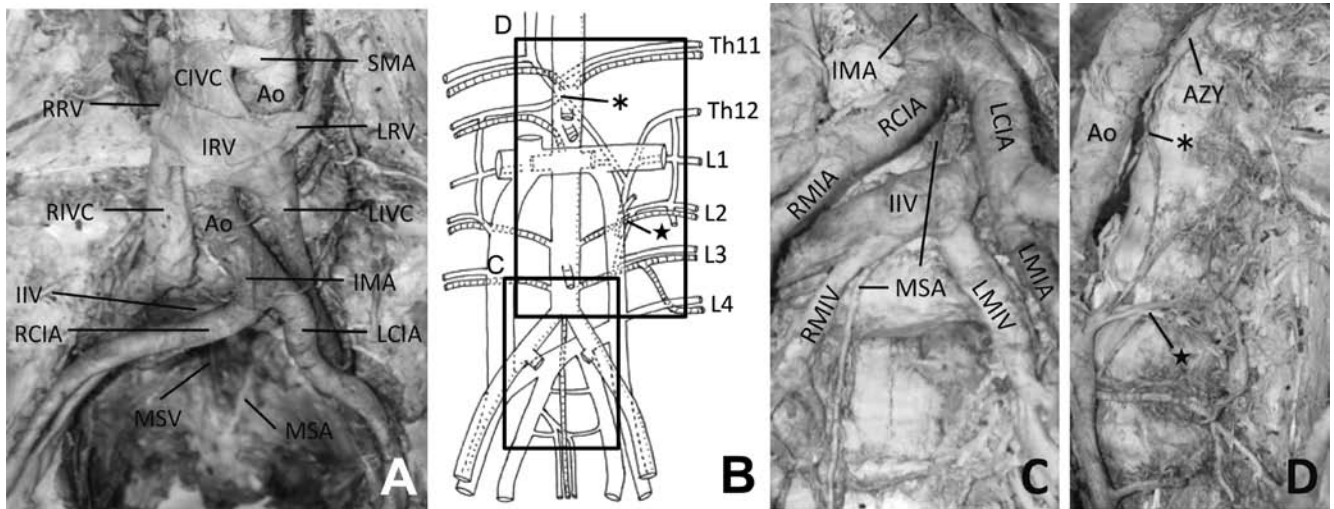 CIVC
SMA
Ao
RRV
LRV
IRV
RIVC
Ao
LIVC
IMA
IIV
RCIA
LCIA
MSV
MSA
A
D
Th11
*
Th12
L1
L2
★
L3
C
L4
B
IMA
RCIA
LCIA
MSA
RMIA
IIV
LMIA
MSA
RMIV
LMIV
C
AZY
Ao
*
★
D